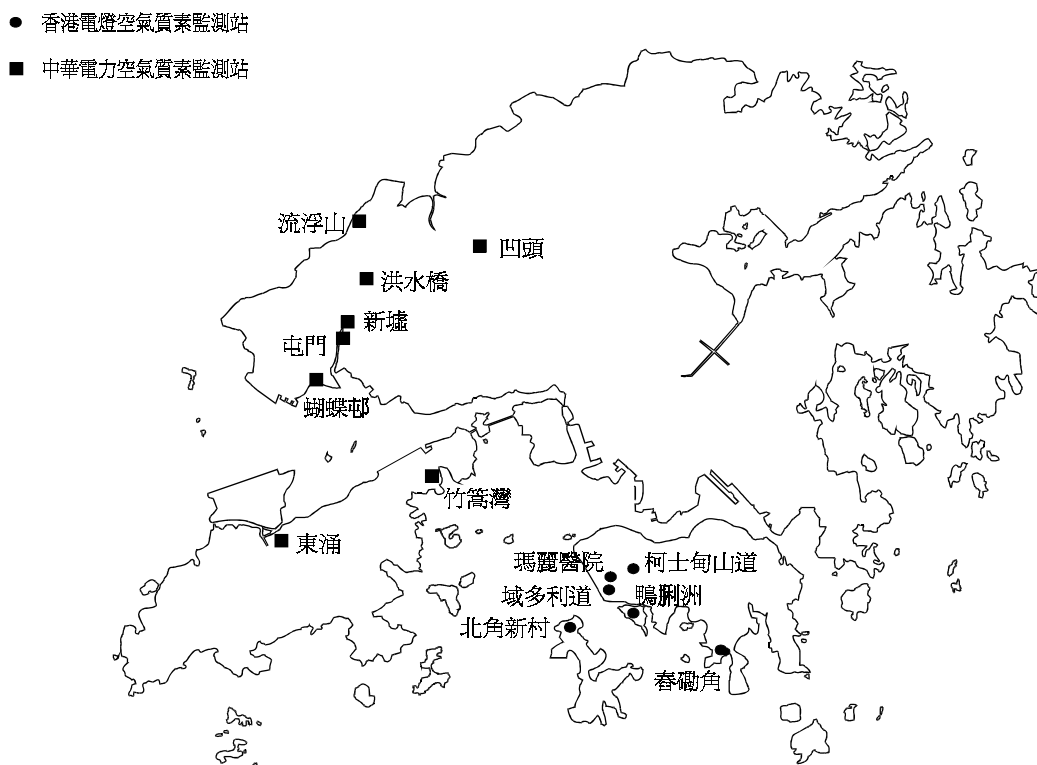 香港電燈空氣質素監測站
中華電力空氣質素監測站
流浮山
凹頭
洪水橋
新墟
屯門
蝴蝶邨
竹篙灣
東涌
瑪麗醫院
柯士甸山道
域多利道
鴨脷洲
北角新村
舂磡角